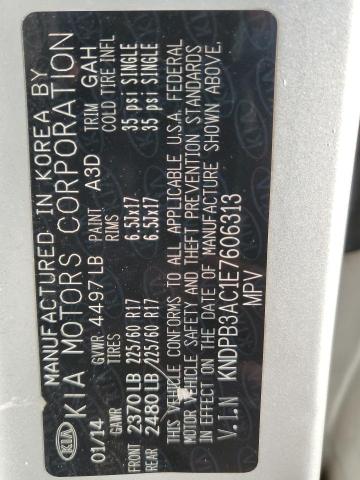 MANUFACTURED IN KOREA BY
KIA KIA MOTORS CORPORATION
01/14 GVWR 4497 LB PAINT A3D TRIM GAH
GAWR TIRES RIMS COLD TIRE INFL
FRONT 2370 LB 225/60 R17 6.5Jx17 35 psi SINGLE
REAR 2480 LB 225/60 R17 6.5Jx17 35 psi SINGLE
THIS VEHICLE CONFORMS TO ALL APPLICABLE U.S.A. FEDERAL
MOTOR VEHICLE SAFETY AND THEFT PREVENTION STANDARDS
IN EFFECT ON THE DATE OF MANUFACTURE SHOWN ABOVE.
V.I.N KNDPB3AC1E7606313
MPV